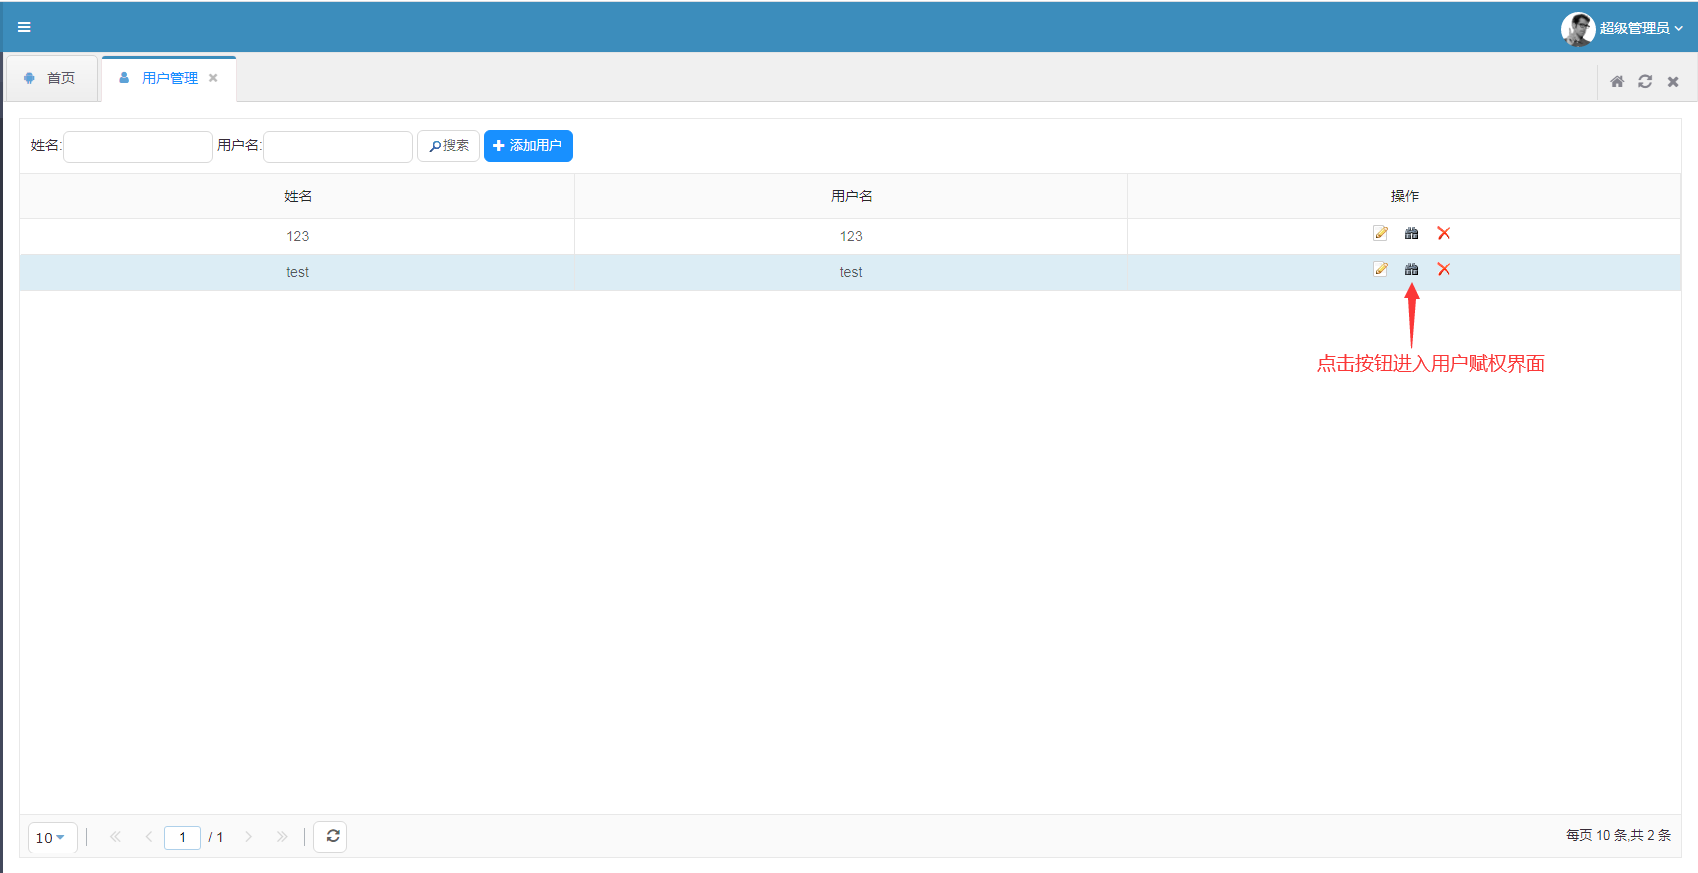 超级管理员
首页 用户管理
姓名: 用户名: 搜索 添加用户
姓名 用户名 操作
123 123
test test
点击按钮进入用户赋权界面
10 1 / 1 每页 10 条,共 2 条